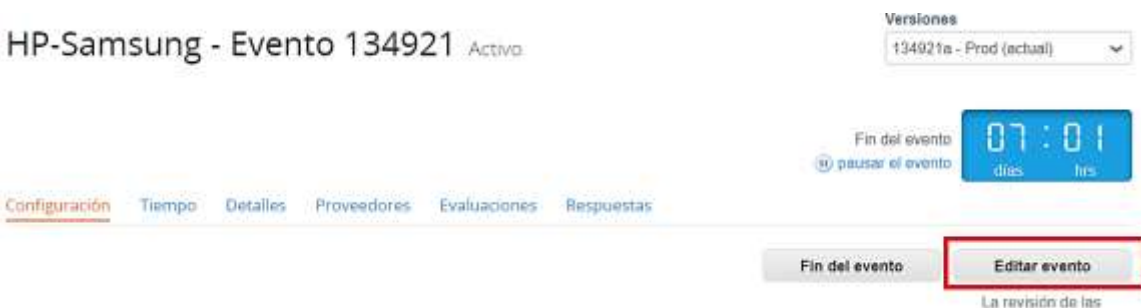 Versiones
HP-Samsung - Evento 134921 Activo
134921a - Prod (actual)
Fin del evento
pausar el evento
07 : 01
días hrs
Configuración Tiempo Detalles Proveedores Evaluaciones Respuestas
Fin del evento Editar evento
La revisión de las